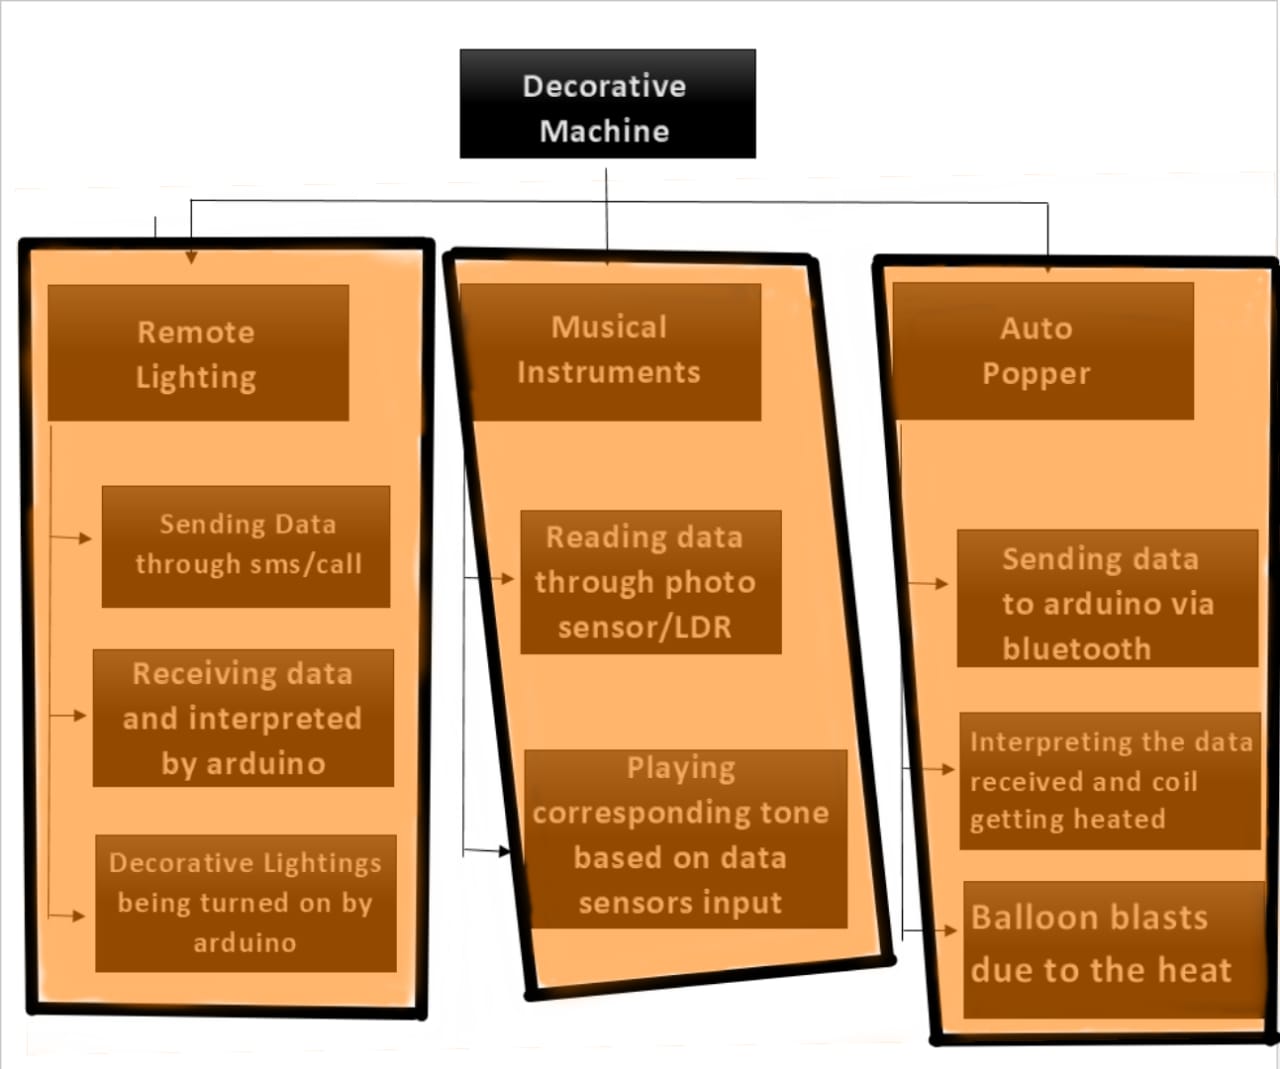 Decorative
Machine
Remote
Lighting
Sending Data
through sms/call
Receiving data
and interpreted
by arduino
Decorative Lightings
being turned on by
arduino
Musical
Instruments
Reading data
through photo
sensor/LDR
Playing
corresponding tone
based on data
sensors input
Auto
Popper
Sending data
to arduino via
bluetooth
Interpreting the data
received and coil
getting heated
Balloon blasts
due to the heat